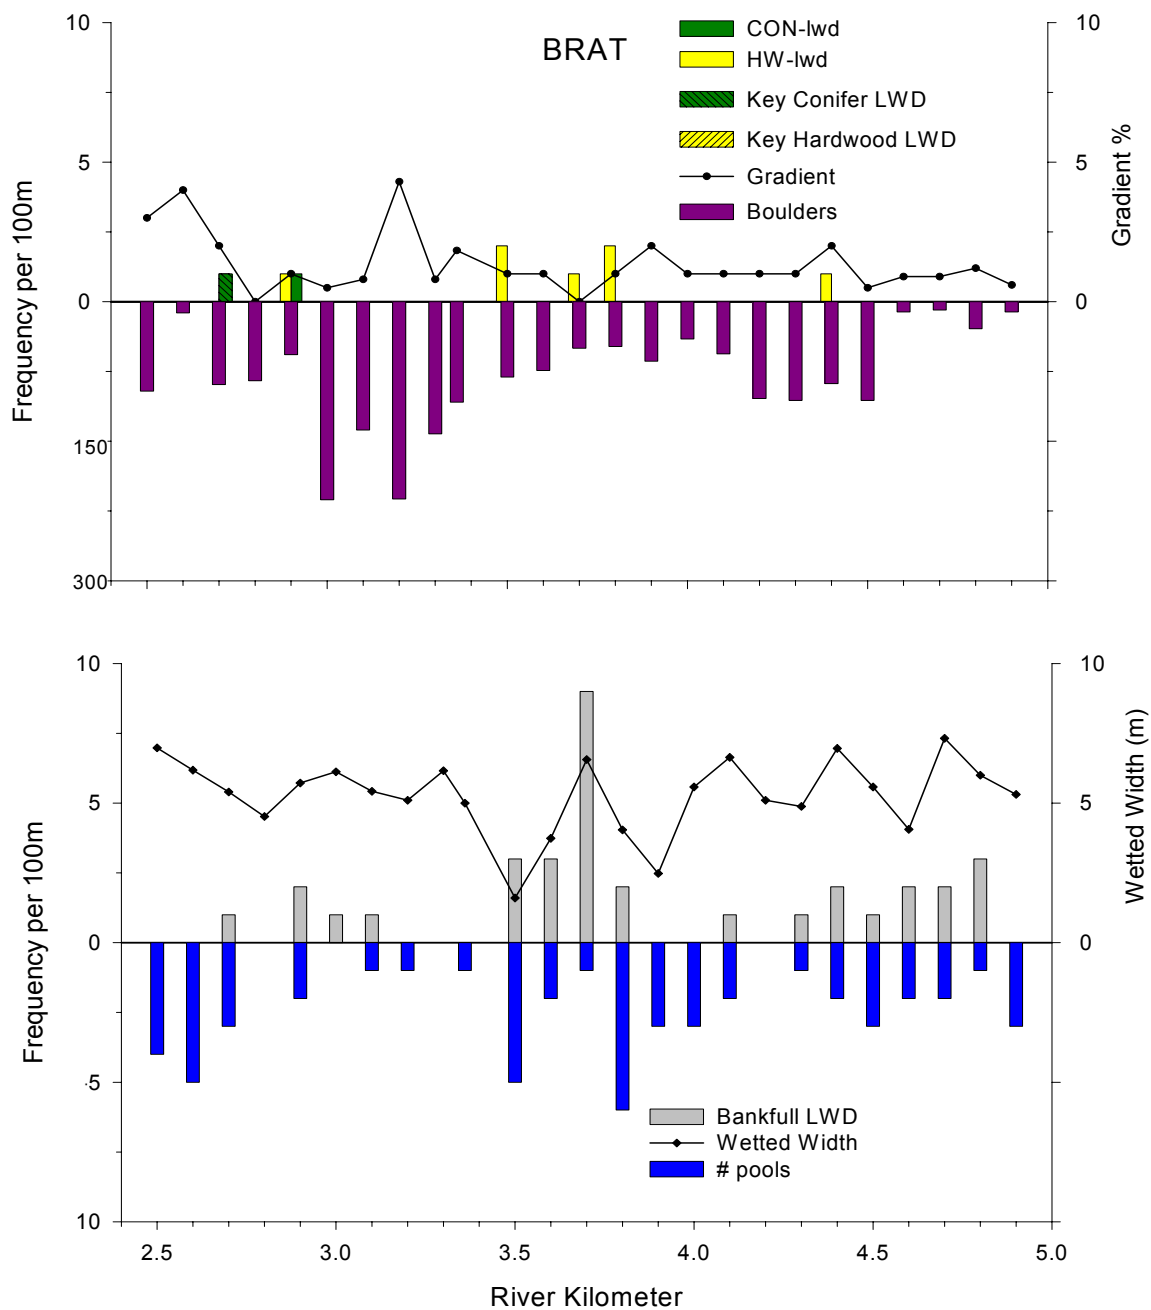 BRAT
CON-lwd
HW-lwd
Key Conifer LWD
Key Hardwood LWD
Gradient
Boulders
10
5
0
150
300
Frequency per 100m
10
5
0
Gradient %
10
5
0
·5
10
Frequency per 100m
10
5
0
Wetted Width (m)
Bankfull LWD
Wetted Width
# pools
2.5 3.0 3.5 4.0 4.5 5.0
River Kilometer